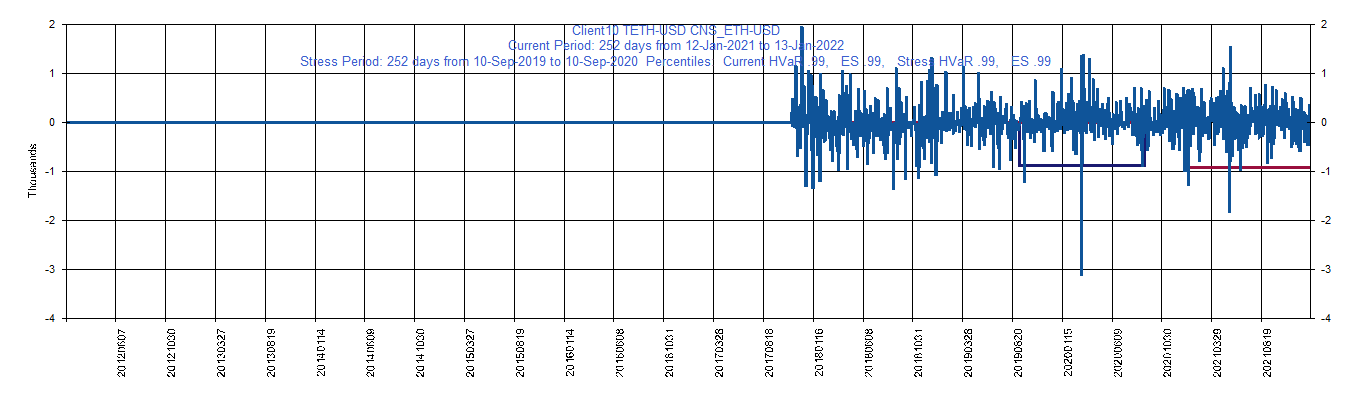 Client10 TETH-USD CNS_ETH-USD
Current Period: 252 days from 12-Jan-2021 to 13-Jan-2022
Stress Period: 252 days from 10-Sep-2019 to 10-Sep-2020 Percentiles: Current HVaR .99, ES .99, Stress HVaR .99, ES .99
2 2
1 1
0 0
-1 -1
-2 -2
-3 -3
-4 -4
Thousands
20120607 20121030 20130327 20130819 20140114 20140609 20141030 20150327 20150819 20160114 20160608 20161031 20170328 20170818 20180116 20180608 20181031 20190328 20190820 20200115 20200609 20201030 20210329 20210819